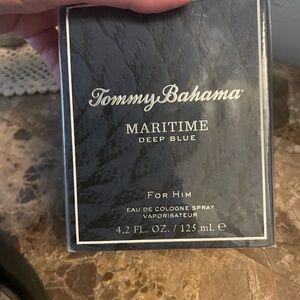 Tommy Bahama
MARITIME
DEEP BLUE
FOR HIM
EAU DE COLOGNE SPRAY
VAPORISATEUR
4.2 FL. OZ. / 125 mL ℮